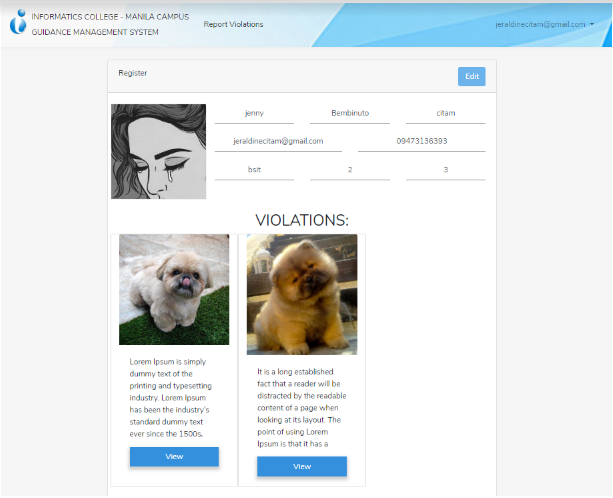 INFORMATICS COLLEGE - MANILA CAMPUS
GUIDANCE MANAGEMENT SYSTEM
Report Violations
jeraldinecitam@gmail.com
Register
Edit
jenny Bembinuto citam
jeraldinecitam@gmail.com 09473136393
bsit 2 3
VIOLATIONS:
Lorem Ipsum is simply
dummy text of the
printing and typesetting
industry. Lorem Ipsum
has been the industry's
standard dummy text
ever since the 1500s.
View
It is a long established
fact that a reader will be
distracted by the readable
content of a page when
looking at its layout. The
point of using Lorem
Ipsum is that it has a
View